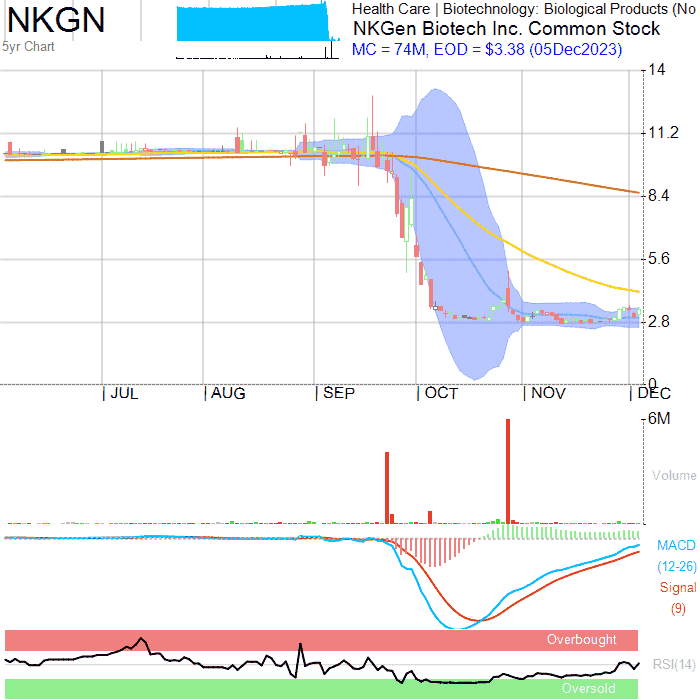 NKGN
Health Care | Biotechnology: Biological Products (No
NKGen Biotech Inc. Common Stock
5yr Chart
MC = 74M, EOD = $3.38 (05Dec2023)
14
11.2
8.4
5.6
2.8
0
JUL AUG SEP OCT NOV DEC
6M
Volume
MACD
(12-26)
Signal
(9)
Overbought
RSI(14)
Oversold